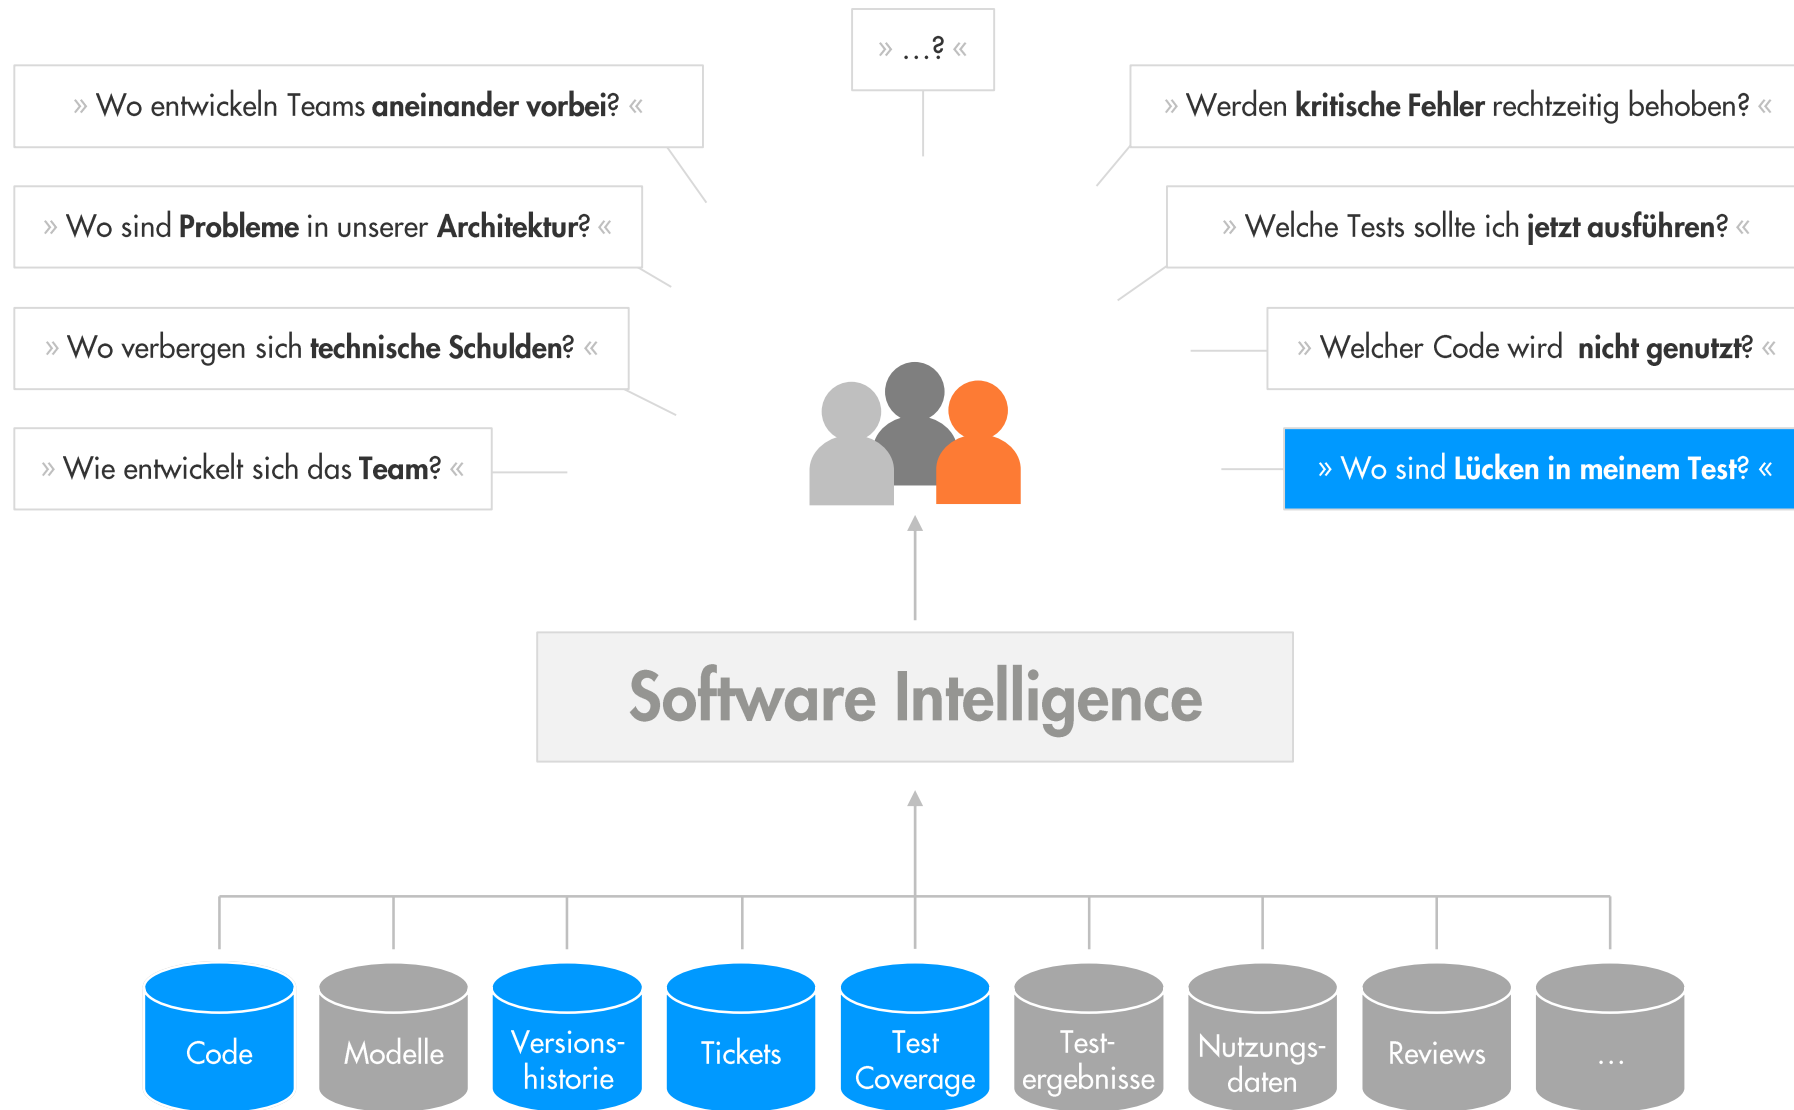 » ...? «
» Wo entwickeln Teams aneinander vorbei? «
» Werden kritische Fehler rechtzeitig behoben? «
» Wo sind Probleme in unserer Architektur? «
» Welche Tests sollte ich jetzt ausführen? «
» Wo verbergen sich technische Schulden? «
» Welcher Code wird nicht genutzt? «
» Wie entwickelt sich das Team? «
» Wo sind Lücken in meinem Test? «
Software Intelligence
Code
Modelle
Versions-
historie
Tickets
Test
Coverage
Test-
ergebnisse
Nutzungs-
daten
Reviews
...